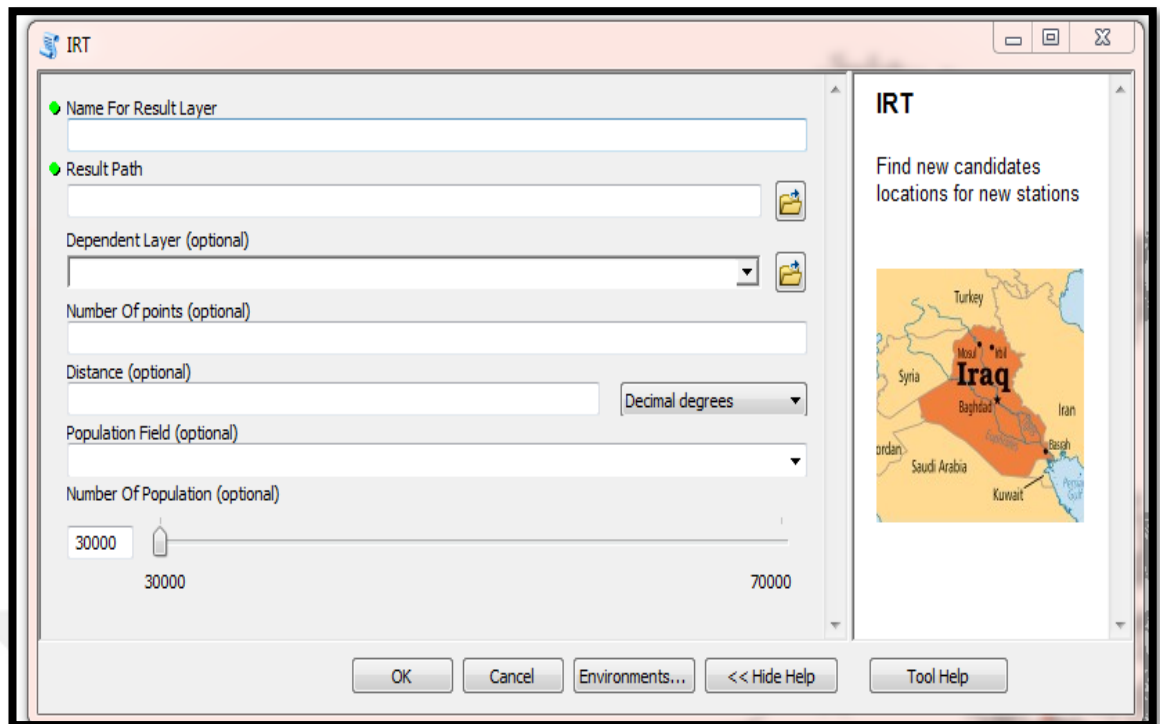 IRT
Name For Result Layer
Result Path
Dependent Layer (optional)
Number Of points (optional)
Distance (optional)
Decimal degrees
Population Field (optional)
Number Of Population (optional)
30000
30000 70000
OK Cancel Environments... << Hide Help Tool Help
IRT
Find new candidates
locations for new stations
Turkey
Mosul Irbil
Syria Iraq
Baghdad Iran
ordan Basrah
Saudi Arabia
Kuwait
Gulf